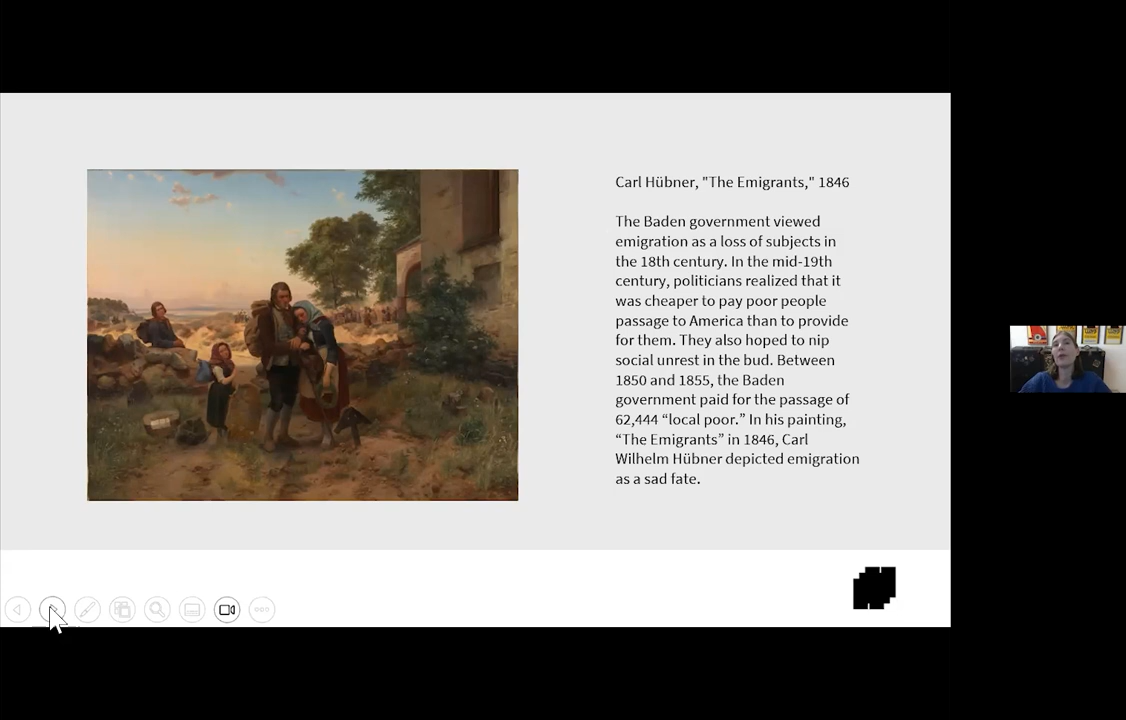 Carl Hübner, "The Emigrants," 1846
The Baden government viewed
emigration as a loss of subjects in
the 18th century. In the mid-19th
century, politicians realized that it
was cheaper to pay poor people
passage to America than to provide
for them. They also hoped to nip
social unrest in the bud. Between
1850 and 1855, the Baden
government paid for the passage of
62,444 “local poor.” In his painting,
“The Emigrants” in 1846, Carl
Wilhelm Hübner depicted emigration
as a sad fate.